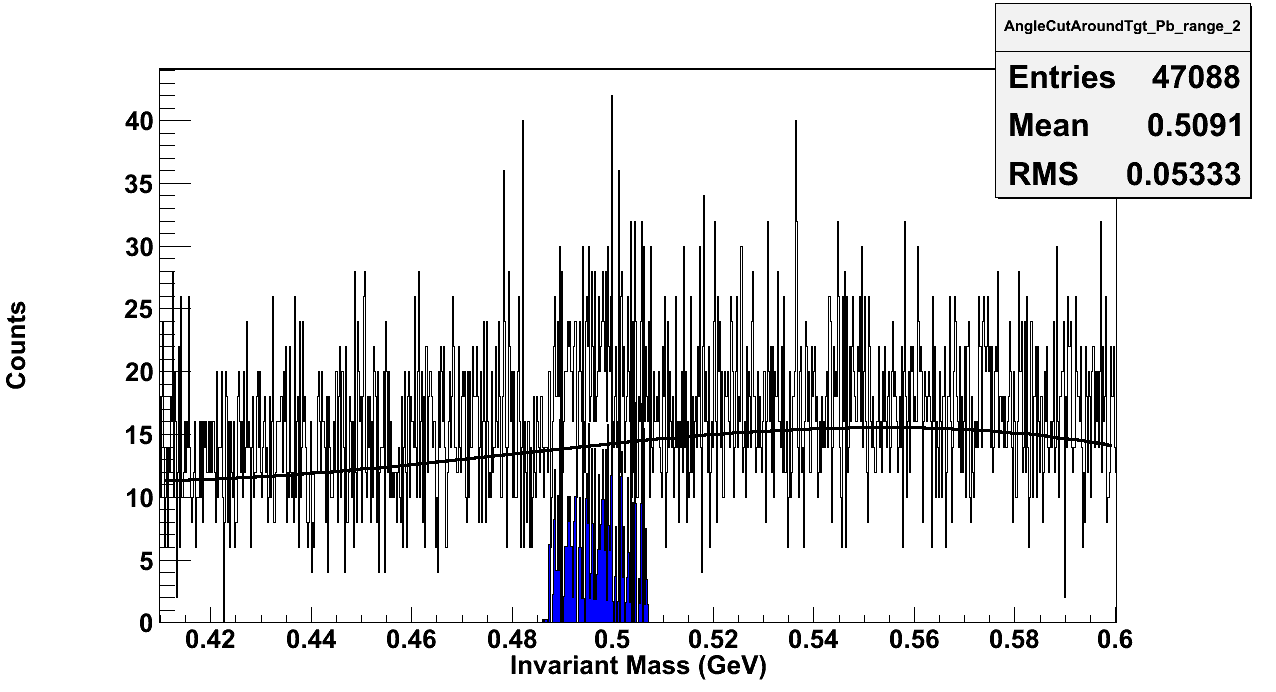 AngleCutAroundTgt_Pb_range_2
Entries 47088
Mean 0.5091
RMS 0.05333
Counts
40
35
30
25
20
15
10
5
0
0.42 0.44 0.46 0.48 0.5 0.52 0.54 0.56 0.58 0.6
Invariant Mass (GeV)